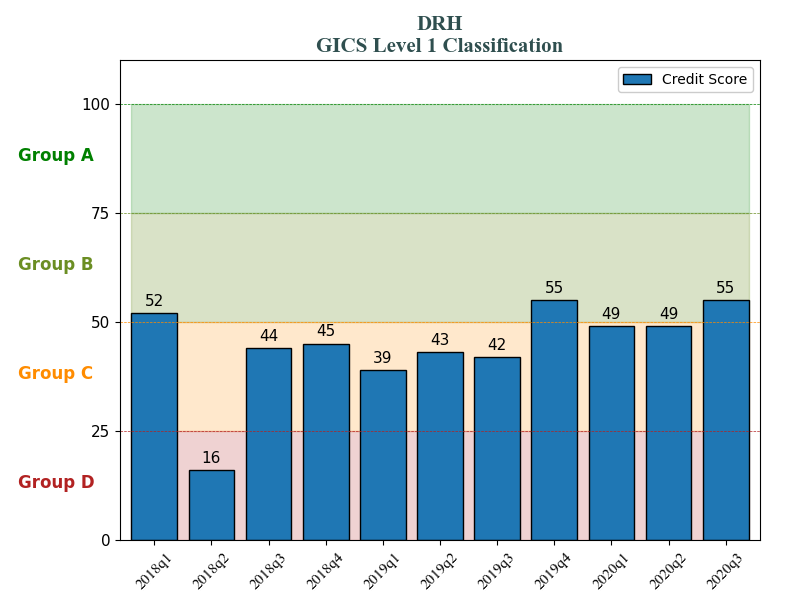 DRH
GICS Level 1 Classification
Credit Score
100
Group A
75
Group B
52
55
55
50
49
49
44
45
43
42
39
Group C
25
16
Group D
0
2018q1 2018q2 2018q3 2018q4 2019q1 2019q2 2019q3 2019q4 2020q1 2020q2 2020q3